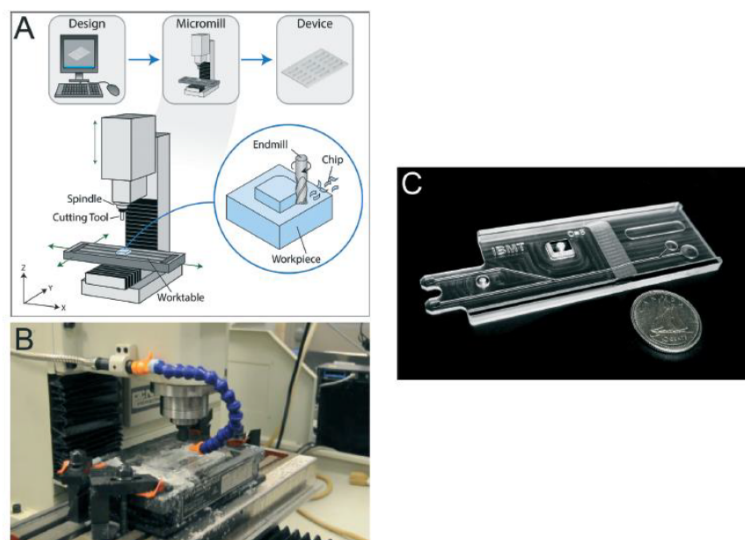 A
Design
Micromill
Device
Endmill
Chip
Spindle
Cutting Tool
Workpiece
Worktable
Z
Y
X
B
C
IBMT